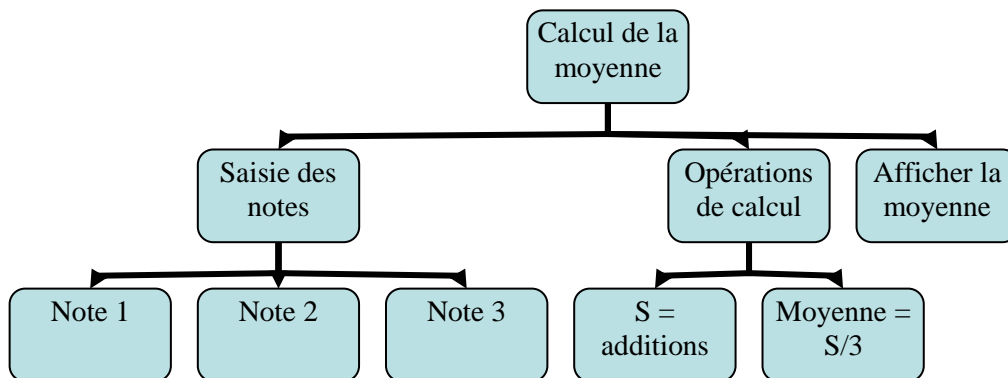 Calcul de la
moyenne
Saisie des
notes
Opérations
de calcul
Afficher la
moyenne
Note 1
Note 2
Note 3
S =
additions
Moyenne =
S/3